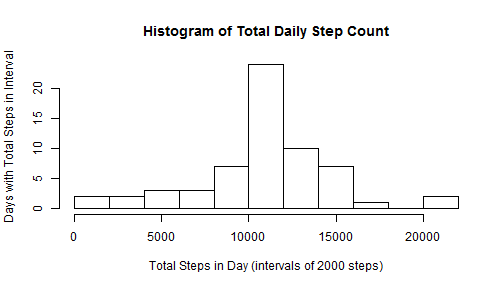 Histogram of Total Daily Step Count
Days with Total Steps in Interval
20
15
10
5
0
0 5000 10000 15000 20000
Total Steps in Day (intervals of 2000 steps)